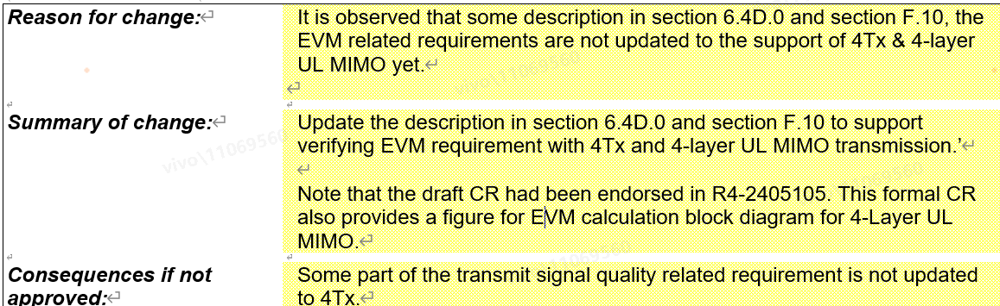 Reason for change:
It is observed that some description in section 6.4D.0 and section F.10, the
EVM related requirements are not updated to the support of 4Tx & 4-layer
UL MIMO yet.
Summary of change:
Update the description in section 6.4D.0 and section F.10 to support
verifying EVM requirement with 4Tx and 4-layer UL MIMO transmission.’
Note that the draft CR had been endorsed in R4-2405105. This formal CR
also provides a figure for EVM calculation block diagram for 4-Layer UL
MIMO.
Consequences if not
approved:
Some part of the transmit signal quality related requirement is not updated
to 4Tx.